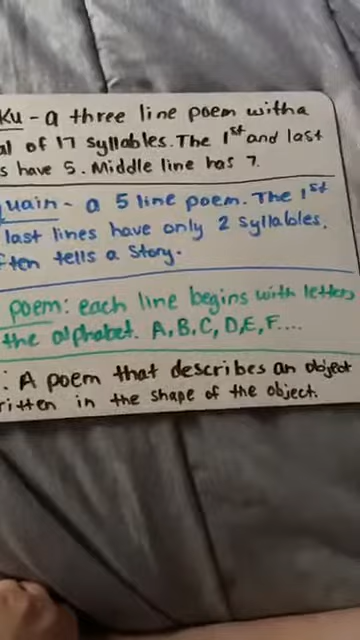 Ku - a three line poem with a
al of 17 syllables. The 1st and last
s have 5. Middle line has 7.
uain - a 5 line poem. The 1st
last lines have only 2 syllables.
ften tells a Story.
poem: each line begins with letters
the alphabet. A, B, C, D, E, F....
: A poem that describes an object
ritten in the shape of the object.